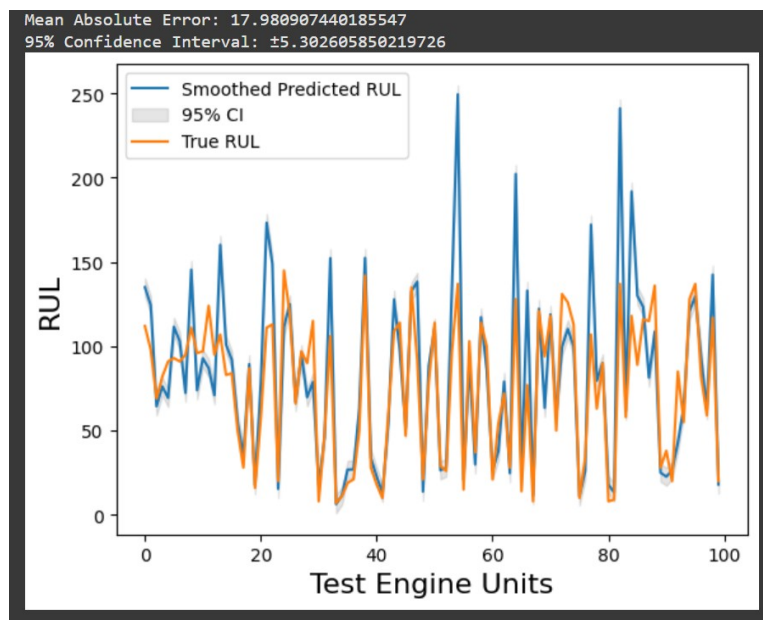 Mean Absolute Error: 17.980907440185547
95% Confidence Interval: ±5.302605850219726
Smoothed Predicted RUL
95% CI
True RUL
250
200
150
100
50
0
RUL
0 20 40 60 80 100
Test Engine Units